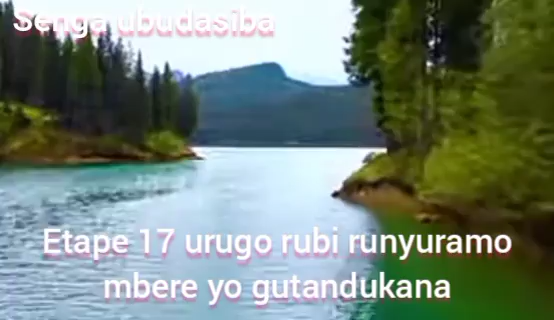 Senga ubudasiba
Etape 17 urugo rubi runyuramo
mbere yo gutandukana